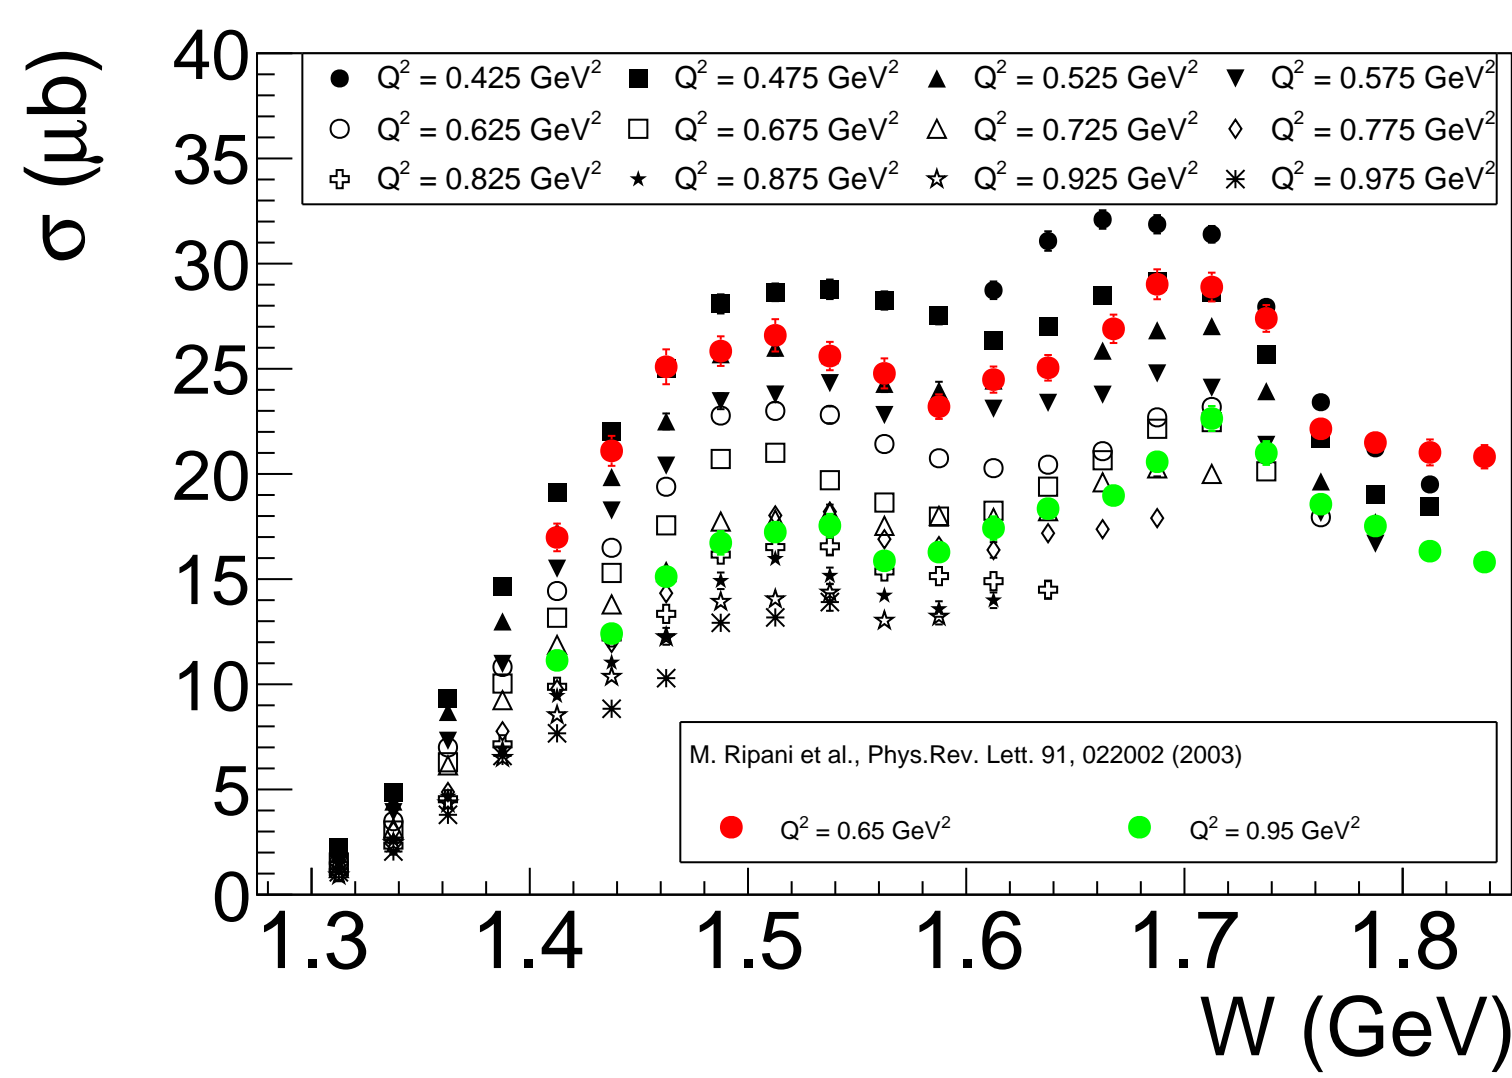 σ (μb)
40
35
30
25
20
15
10
5
0
Q² = 0.425 GeV² Q² = 0.475 GeV² Q² = 0.525 GeV² Q² = 0.575 GeV²
Q² = 0.625 GeV² Q² = 0.675 GeV² Q² = 0.725 GeV² Q² = 0.775 GeV²
Q² = 0.825 GeV² Q² = 0.875 GeV² Q² = 0.925 GeV² Q² = 0.975 GeV²
M. Ripani et al., Phys.Rev. Lett. 91, 022002 (2003)
Q² = 0.65 GeV² Q² = 0.95 GeV²
1.3 1.4 1.5 1.6 1.7 1.8
W (GeV)